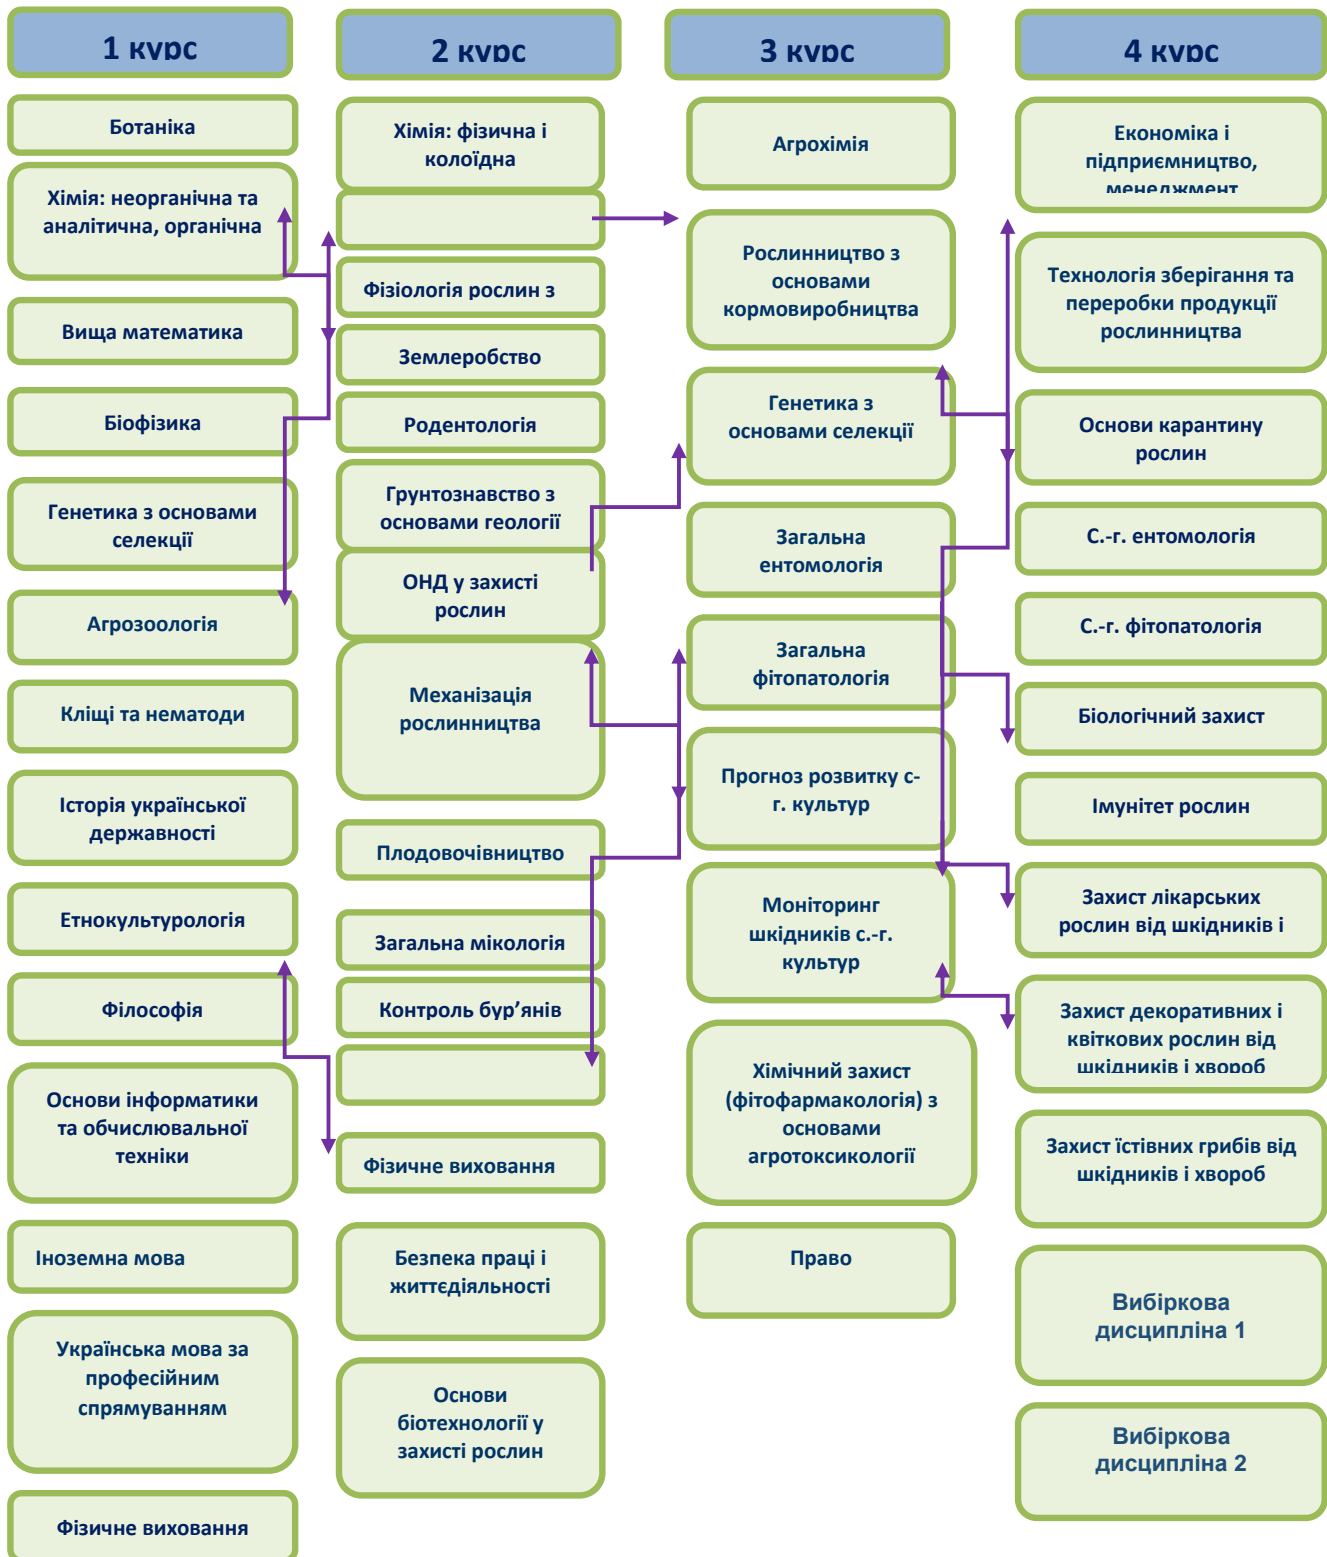 1 курс
Ботаніка
Хімія: неорганічна та
аналітична, органічна
Вища математика
Біофізика
Генетика з основами
селекції
Агрозоологія
Кліщі та нематоди
Історія української
державності
Етнокультурологія
Філософія
Основи інформатики
та обчислювальної
техніки
Іноземна мова
Українська мова за
професійним
спрямуванням
Фізичне виховання
2 курс
Хімія: фізична і
колоїдна
Фізіологія рослин з
Землеробство
Родентологія
Грунтознавство з
основами геології
ОНД у захисті
рослин
Механізація
рослинництва
Плодовочівництво
Загальна мікологія
Контроль бур’янів
Фізичне виховання
Безпека праці і
життєдіяльності
Основи
біотехнології у
захисті рослин
3 курс
Агрохімія
Рослинництво з
основами
кормовиробництва
Генетика з
основами селекції
Загальна
ентомологія
Загальна
фітопатологія
Прогноз розвитку с-
г. культур
Моніторинг
шкідників с.-г.
культур
Хімічний захист
(фітофармакологія) з
основами
агротоксикології
Право
4 курс
Економіка і
підприємництво,
менеджмент
Технологія зберігання та
переробки продукції
рослинництва
Основи карантину
рослин
С.-г. ентомологія
С.-г. фітопатологія
Біологічний захист
Імунітет рослин
Захист лікарських
рослин від шкідників і
Захист декоративних і
квіткових рослин від
шкідників і хвороб
Захист їстівних грибів від
шкідників і хвороб
Вибіркова
дисципліна 1
Вибіркова
дисципліна 2